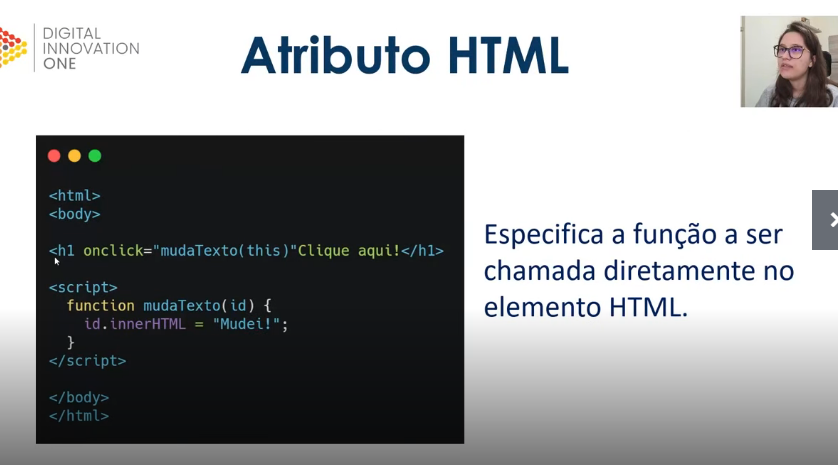 DIGITAL
INNOVATION
ONE
Atributo HTML
<html>
<body>
<h1 onclick="mudaTexto(this)"Clique aqui!</h1>
<script>
function mudaTexto(id) {
id.innerHTML = "Mudei!";
}
</script>
</body>
</html>
Especifica a função a ser
chamada diretamente no
elemento HTML.